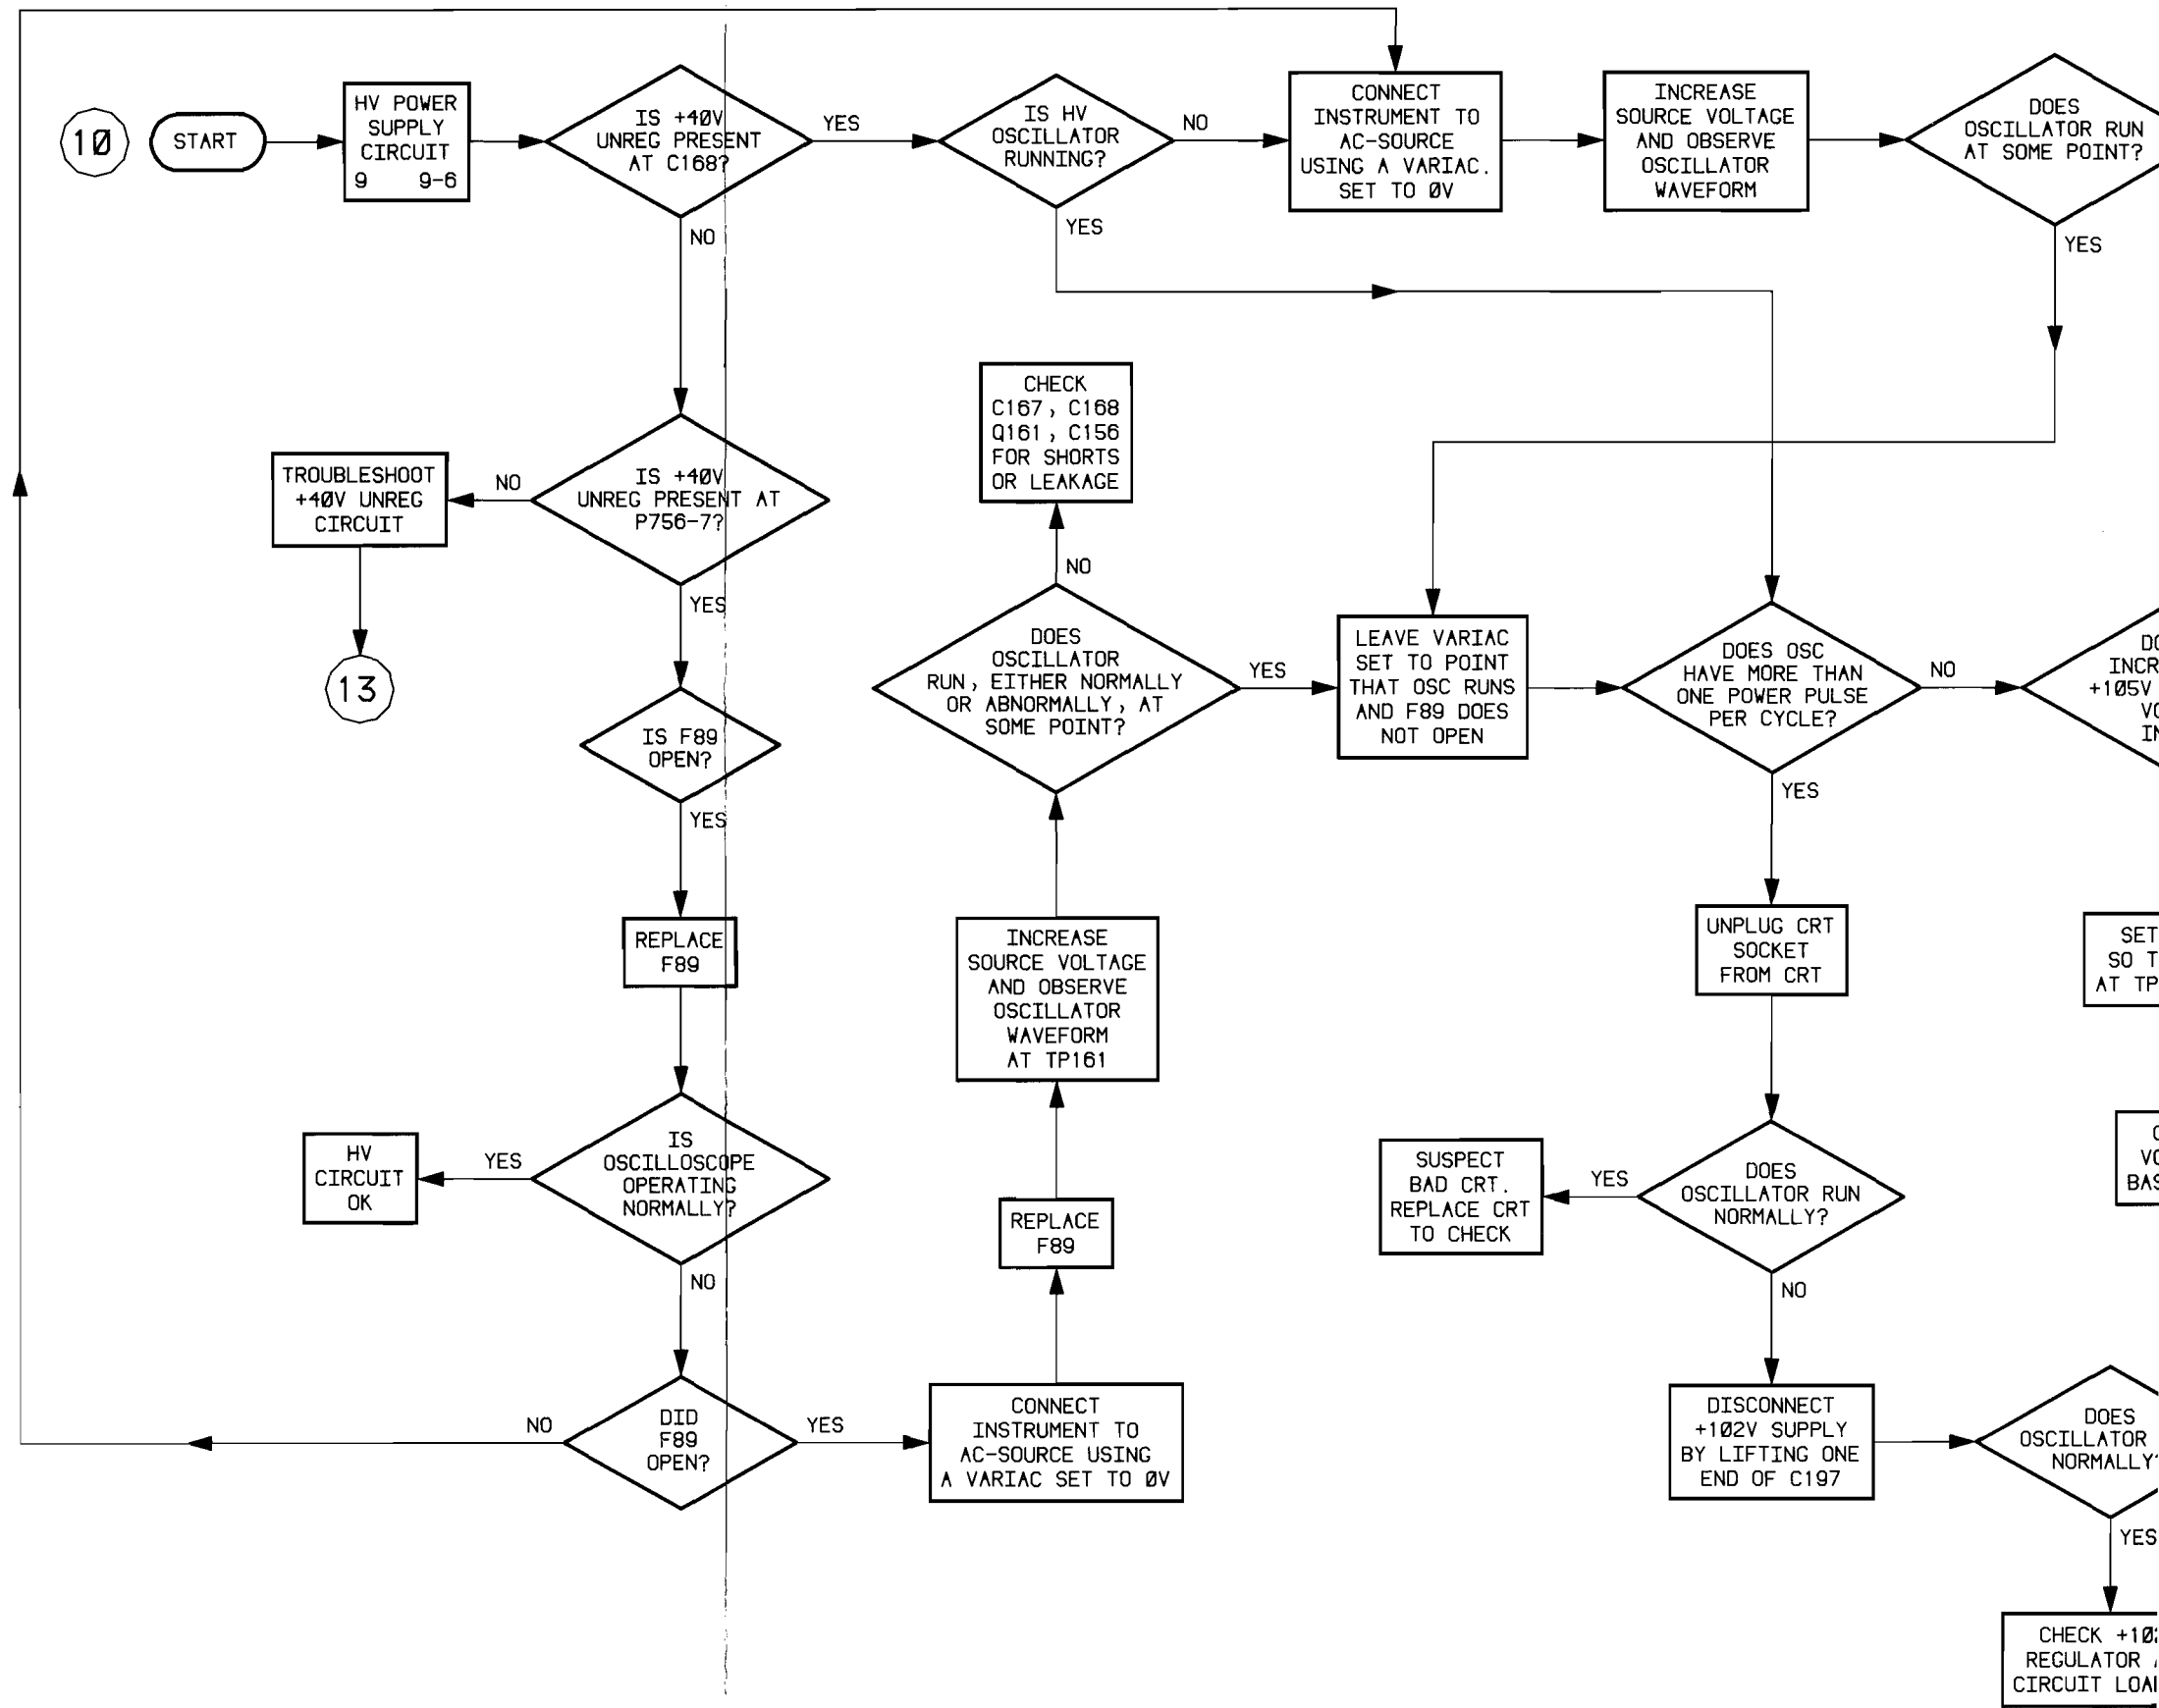 10
START
HV POWER
SUPPLY
CIRCUIT
9 9-6
IS +40V
UNREG PRESENT
AT C168?
YES
NO
IS HV
OSCILLATOR
RUNNING?
NO
YES
CONNECT
INSTRUMENT TO
AC-SOURCE
USING A VARIAC.
SET TO 0V
INCREASE
SOURCE VOLTAGE
AND OBSERVE
OSCILLATOR
WAVEFORM
DOES
OSCILLATOR RUN
AT SOME POINT?
YES
CHECK
C167, C168
Q161, C156
FOR SHORTS
OR LEAKAGE
NO
TROUBLESHOOT
+40V UNREG
CIRCUIT
NO
IS +40V
UNREG PRESENT AT
P756-7?
YES
13
IS F89
OPEN?
YES
DOES
OSCILLATOR
RUN, EITHER NORMALLY
OR ABNORMALLY, AT
SOME POINT?
YES
LEAVE VARIAC
SET TO POINT
THAT OSC RUNS
AND F89 DOES
NOT OPEN
DOES OSC
HAVE MORE THAN
ONE POWER PULSE
PER CYCLE?
NO
YES
+105V
REPLACE
F89
INCREASE
SOURCE VOLTAGE
AND OBSERVE
OSCILLATOR
WAVEFORM
AT TP161
UNPLUG CRT
SOCKET
FROM CRT
SET
SO
AT TP
HV
CIRCUIT
OK
YES
IS
OSCILLOSCOPE
OPERATING
NORMALLY?
NO
REPLACE
F89
SUSPECT
BAD CRT.
REPLACE CRT
TO CHECK
YES
DOES
OSCILLATOR RUN
NORMALLY?
NO
NO
DID
F89
OPEN?
YES
CONNECT
INSTRUMENT TO
AC-SOURCE USING
A VARIAC SET TO 0V
DISCONNECT
+102V SUPPLY
BY LIFTING ONE
END OF C197
DOES
OSCILLATOR
NORMALLY?
YES
CHECK
REGULATOR
CIRCUIT